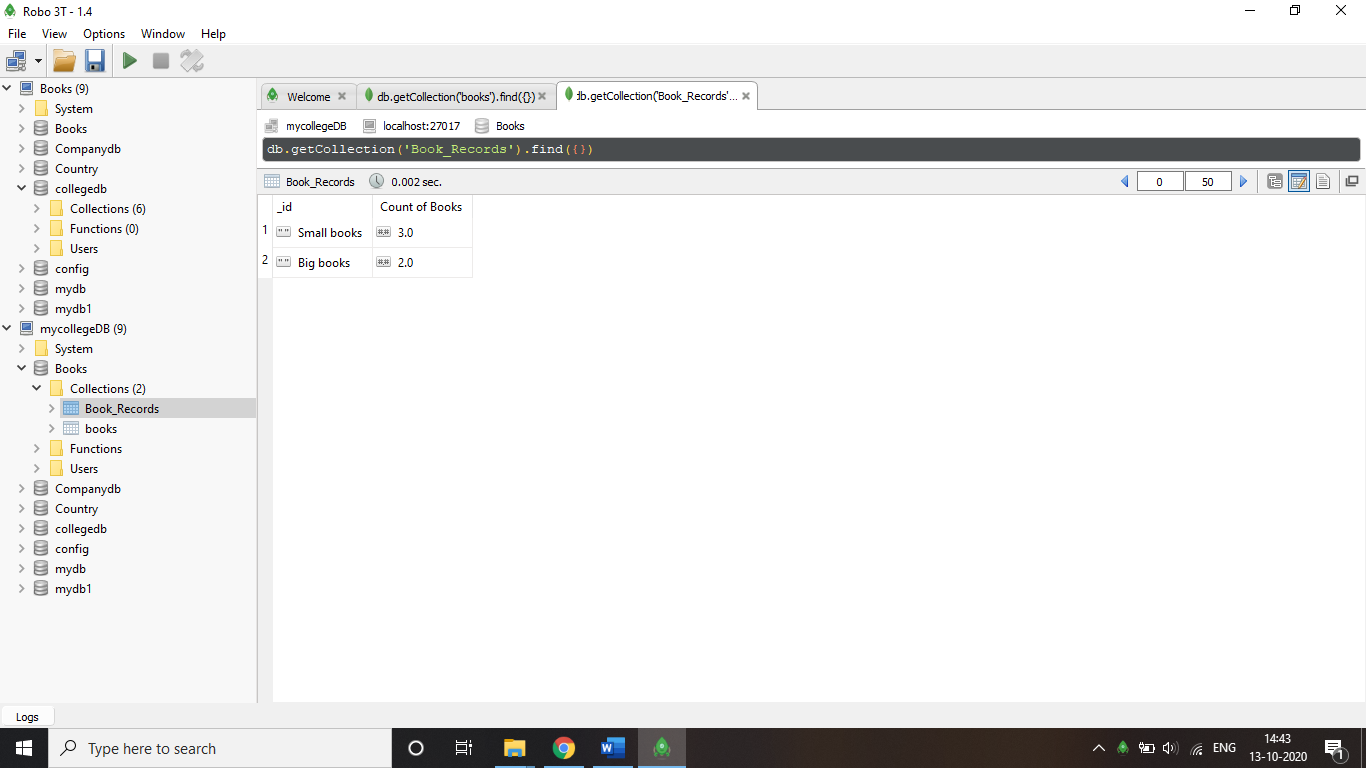 Robo 3T - 1.4
File View Options Window Help
Books (9)
System
Books
Companydb
Country
collegedb
Collections (6)
Functions (0)
Users
config
mydb
mydb1
mycollegeDB (9)
System
Books
Collections (2)
Book_Records
books
Functions
Users
Companydb
Country
collegedb
config
mydb
mydb1
Welcome db.getCollection('books').find({}) db.getCollection('Book_Records'...
mycollegeDB localhost:27017 Books
db.getCollection('Book_Records').find({})
Book_Records 0.002 sec. 0 50
_id Count of Books
1 "" Small books #.# 3.0
2 "" Big books #.# 2.0
Logs
Type here to search
W
ENG
14:43
13-10-2020
1